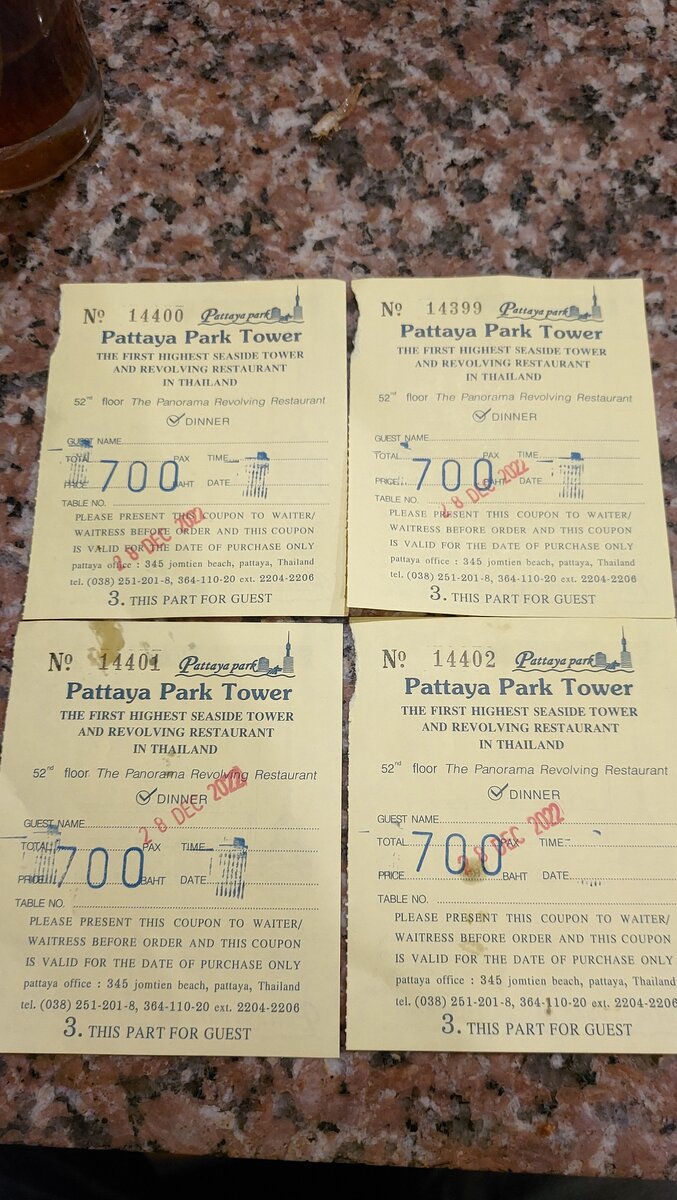 Nº 14400 Pattaya park
Pattaya Park Tower
THE FIRST HIGHEST SEASIDE TOWER
AND REVOLVING RESTAURANT
IN THAILAND
52nd floor The Panorama Revolving Restaurant
DINNER
GUEST NAME
TOTAL PAX TIME
700
PRICE BAHT DATE
TABLE NO.
28 DEC 2022
PLEASE PRESENT THIS COUPON TO WAITER/
WAITRESS BEFORE ORDER AND THIS COUPON
IS VALID FOR THE DATE OF PURCHASE ONLY
pattaya office : 345 jomtien beach, pattaya, Thailand
tel. (038) 251-201-8, 364-110-20 ext. 2204-2206
3. THIS PART FOR GUEST
Nº 14399 Pattaya park
Pattaya Park Tower
THE FIRST HIGHEST SEASIDE TOWER
AND REVOLVING RESTAURANT
IN THAILAND
52nd floor The Panorama Revolving Restaurant
DINNER
GUEST NAME
TOTAL PAX TIME
700
PRICE BAHT DATE
28 DEC 2022
TABLE NO.
PLEASE PRESENT THIS COUPON TO WAITER/
WAITRESS BEFORE ORDER AND THIS COUPON
IS VALID FOR THE DATE OF PURCHASE ONLY
pattaya office : 345 jomtien beach, pattaya, Thailand
tel. (038) 251-201-8, 364-110-20 ext. 2204-2206
3. THIS PART FOR GUEST
Nº 14401 Pattaya park
Pattaya Park Tower
THE FIRST HIGHEST SEASIDE TOWER
AND REVOLVING RESTAURANT
IN THAILAND
52nd floor The Panorama Revolving Restaurant
DINNER
28 DEC 2022
GUEST NAME
TOTAL PAX TIME
700
PRICE BAHT DATE
TABLE NO.
PLEASE PRESENT THIS COUPON TO WAITER/
WAITRESS BEFORE ORDER AND THIS COUPON
IS VALID FOR THE DATE OF PURCHASE ONLY
pattaya office : 345 jomtien beach, pattaya, Thailand
tel. (038) 251-201-8, 364-110-20 ext. 2204-2206
3. THIS PART FOR GUEST
Nº 14402 Pattaya park
Pattaya Park Tower
THE FIRST HIGHEST SEASIDE TOWER
AND REVOLVING RESTAURANT
IN THAILAND
52nd floor The Panorama Revolving Restaurant
DINNER
GUEST NAME
28 DEC 2022
TOTAL PAX TIME
700
PRICE BAHT DATE
TABLE NO.
PLEASE PRESENT THIS COUPON TO WAITER/
WAITRESS BEFORE ORDER AND THIS COUPON
IS VALID FOR THE DATE OF PURCHASE ONLY
pattaya office : 345 jomtien beach, pattaya, Thailand
tel. (038) 251-201-8, 364-110-20 ext. 2204-2206
3. THIS PART FOR GUEST